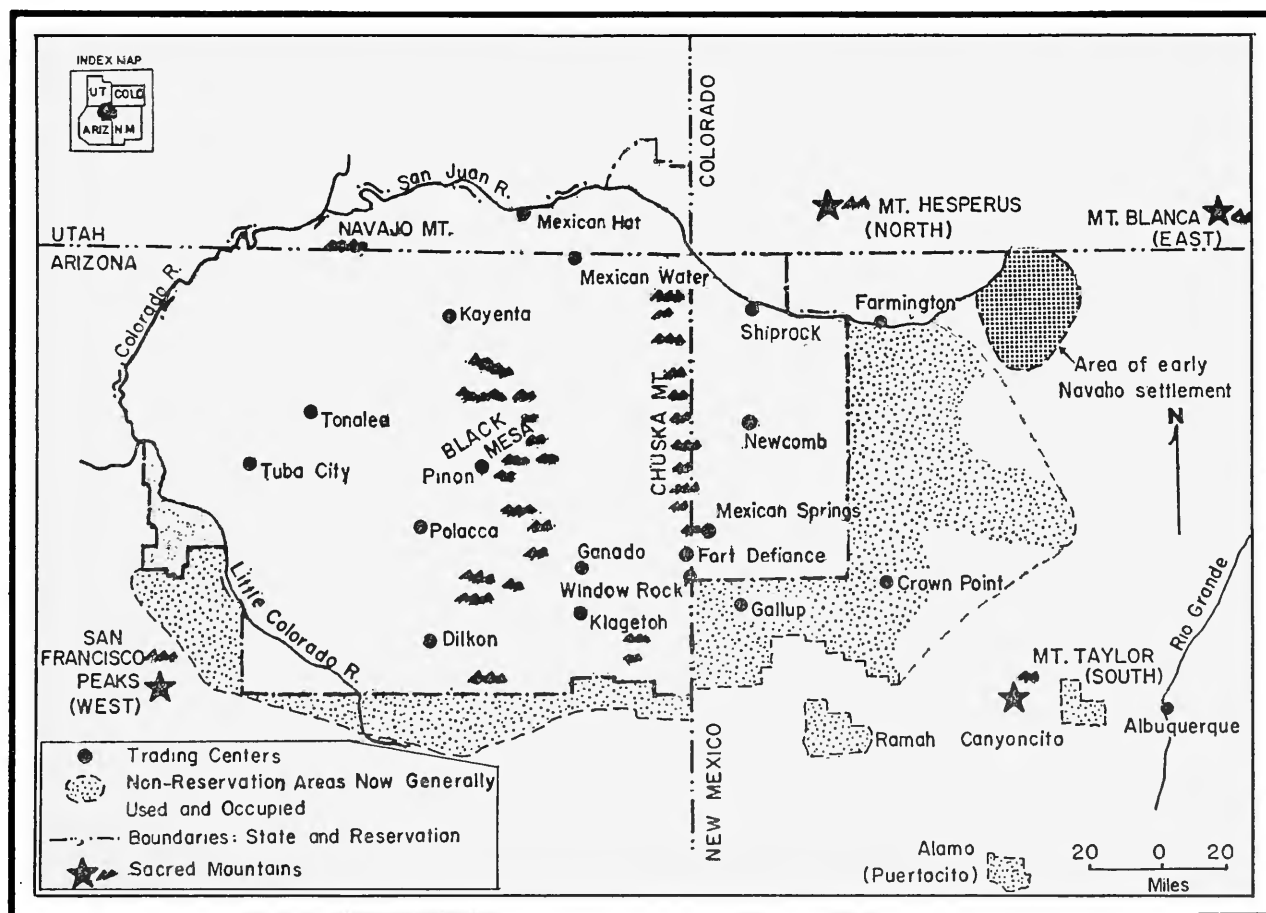 INDEX MAP
UT
COLO
ARIZ
N.M
COLORADO
San Juan R.
Mexican Hat
NAVAJO MT.
UTAH
ARIZONA
Colorado R.
MT. HESPERUS
(NORTH)
MT. BLANCA
(EAST)
Mexican Water
Kayenta
Shiprock
Farmington
Area of early
Navaho settlement
N
Tonalea
BLACK
MESA
CHUSKA MT.
Newcomb
Tuba City
Pinon
Mexican Springs
Polacca
Ganado
Fort Defiance
Window Rock
Crown Point
Klagetoh
Gallup
Little Colorado R.
Dilkon
Rio Grande
SAN
FRANCISCO
PEAKS
(WEST)
MT. TAYLOR
(SOUTH)
Ramah
Canyoncito
Albuquerque
NEW MEXICO
Trading Centers
Non-Reservation Areas Now Generally
Used and Occupied
Boundaries: State and Reservation
Sacred Mountains
Alamo
(Puertocito)
20 0 20
Miles